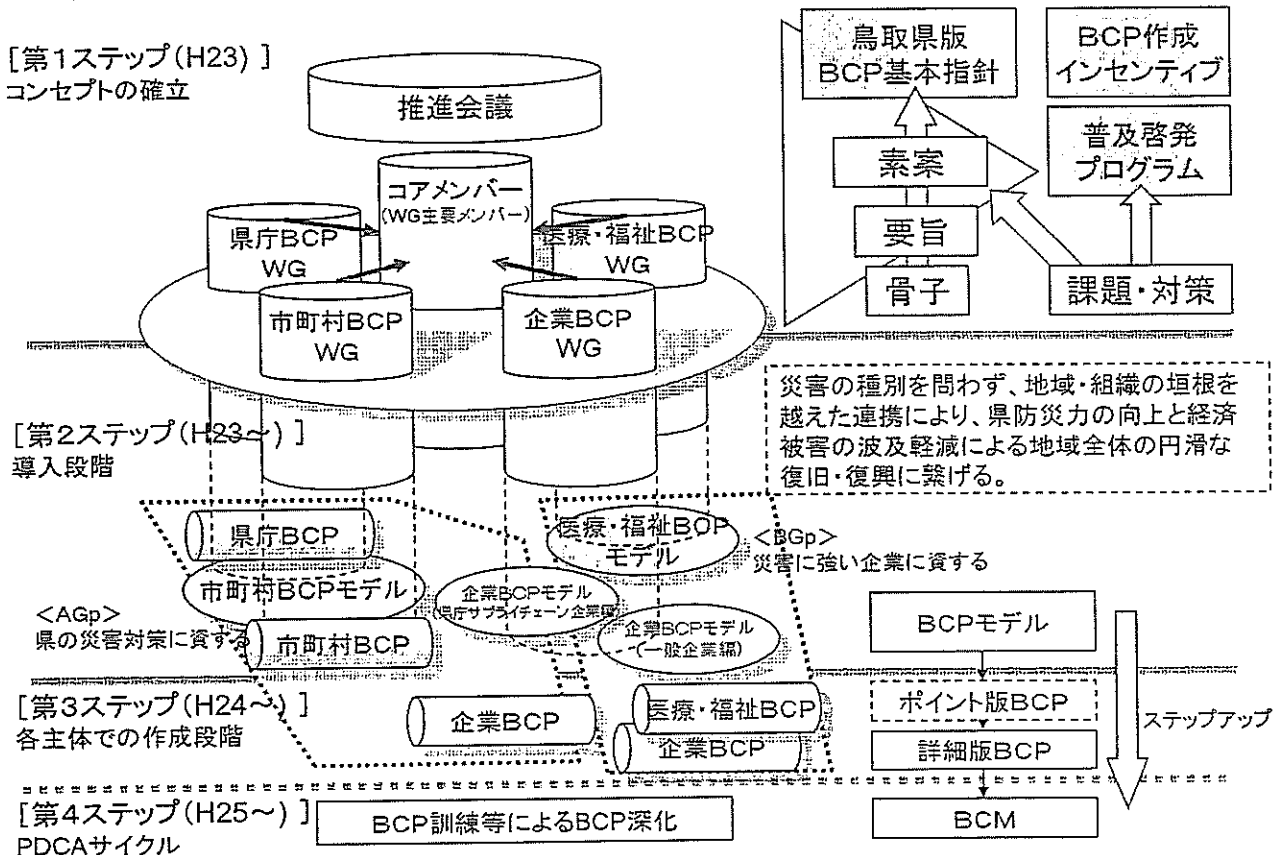 [第1ステップ(H23) ]
コンセプトの確立
推進会議
コアメンバー
(WG主要メンバー)
県庁BCP
WG
医療・福祉BCP
WG
市町村BCP
WG
企業BCP
WG
鳥取県版
BCP基本指針
BCP作成
インセンティブ
素案
普及啓発
プログラム
要旨
骨子
課題・対策
災害の種別を問わず、地域・組織の垣根を
越えた連携により、県防災力の向上と経済
被害の波及軽減による地域全体の円滑な
復旧・復興に繋げる。
[第2ステップ(H23~) ]
導入段階
県庁BCP
市町村BCPモデル
<AGp>
県の災害対策に資する
市町村BCP
企業BCPモデル
(県庁サプライチェーン企業編)
医療・福祉BCP
モデル
<BGp>
災害に強い企業に資する
企業BCPモデル
(一般企業編)
BCPモデル
[第3ステップ(H24~) ]
各主体での作成段階
企業BCP
医療・福祉BCP
企業BCP
ポイント版BCP
詳細版BCP
ステップアップ
[第4ステップ(H25~) ]
PDCAサイクル
BCP訓練等によるBCP深化
BCM